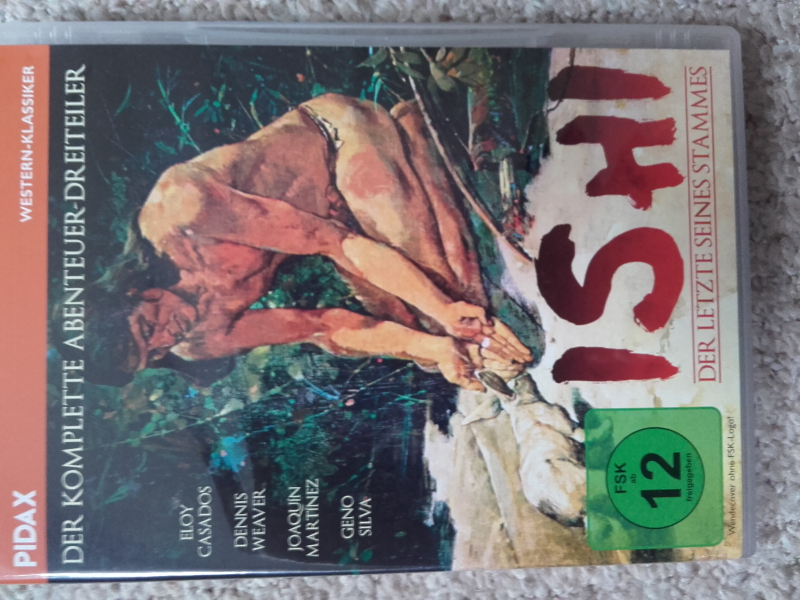 PIDAX
WESTERN-KLASSIKER
DER KOMPLETTE ABENTEUER-DREITEILER
ELOY
CASADOS
DENNIS
WEAVER
JOAQUIN
MARTINEZ
GENO
SILVA
ISHI
DER LETZTE SEINES STAMMES
FSK
ab
12
freigegeben
Wendecover ohne FSK-Logo!